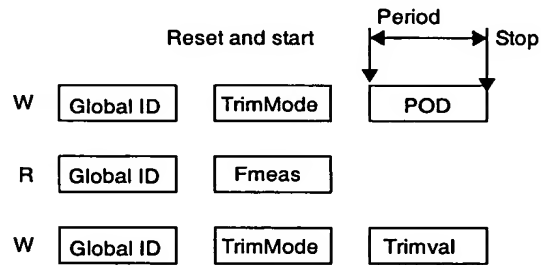 Period
Reset and start Stop
W Global ID TrimMode POD
R Global ID Fmeas
W Global ID TrimMode Trimval